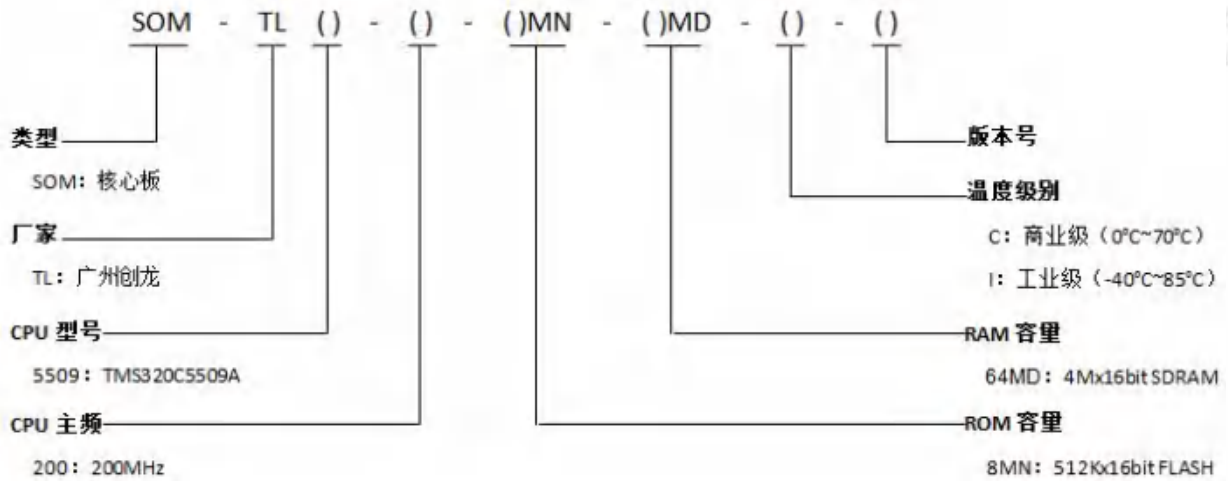 SOM - TL () - () - ()MN - ()MD - () - ()
类型
SOM：核心板
厂家
TL：广州创龙
CPU 型号
5509：TMS320C5509A
CPU 主频
200：200MHz
版本号
温度级别
C：商业级（0°C~70°C）
I：工业级（-40°C~85°C）
RAM 容量
64MD：4Mx16bit SDRAM
ROM 容量
8MN：512Kx16bit FLASH